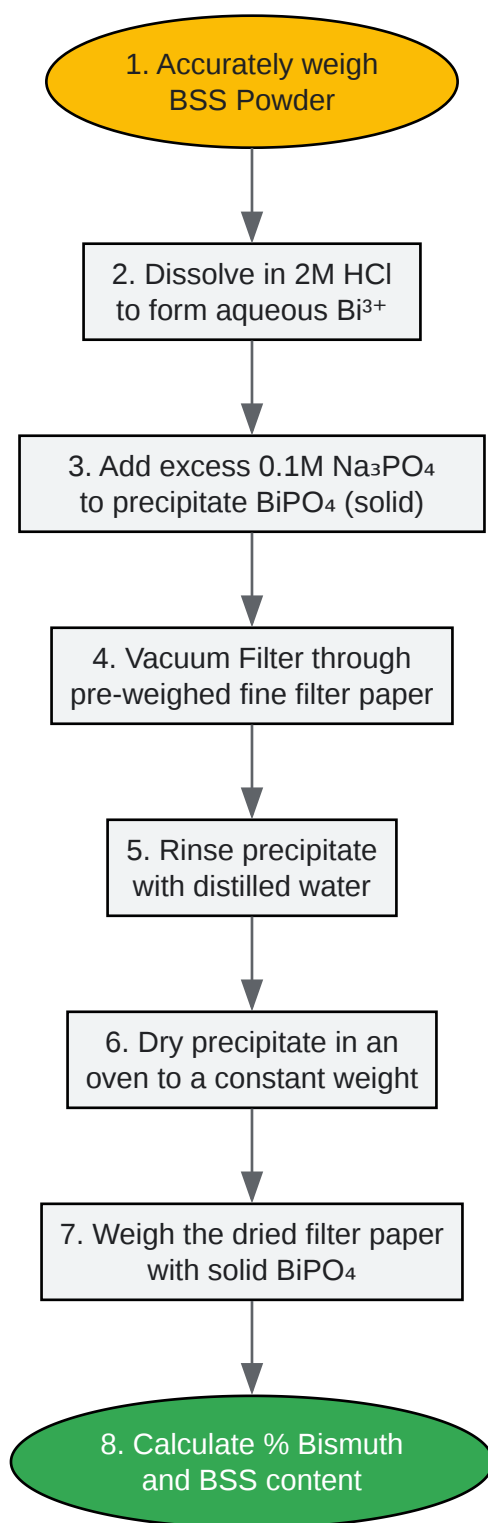 1. Accurately weigh
BSS Powder
2. Dissolve in 2M HCl
to form aqueous Bi³⁺
3. Add excess 0.1M Na₃PO₄
to precipitate BiPO₄ (solid)
4. Vacuum Filter through
pre-weighed fine filter paper
5. Rinse precipitate
with distilled water
6. Dry precipitate in an
oven to a constant weight
7. Weigh the dried filter paper
with solid BiPO₄
8. Calculate % Bismuth
and BSS content